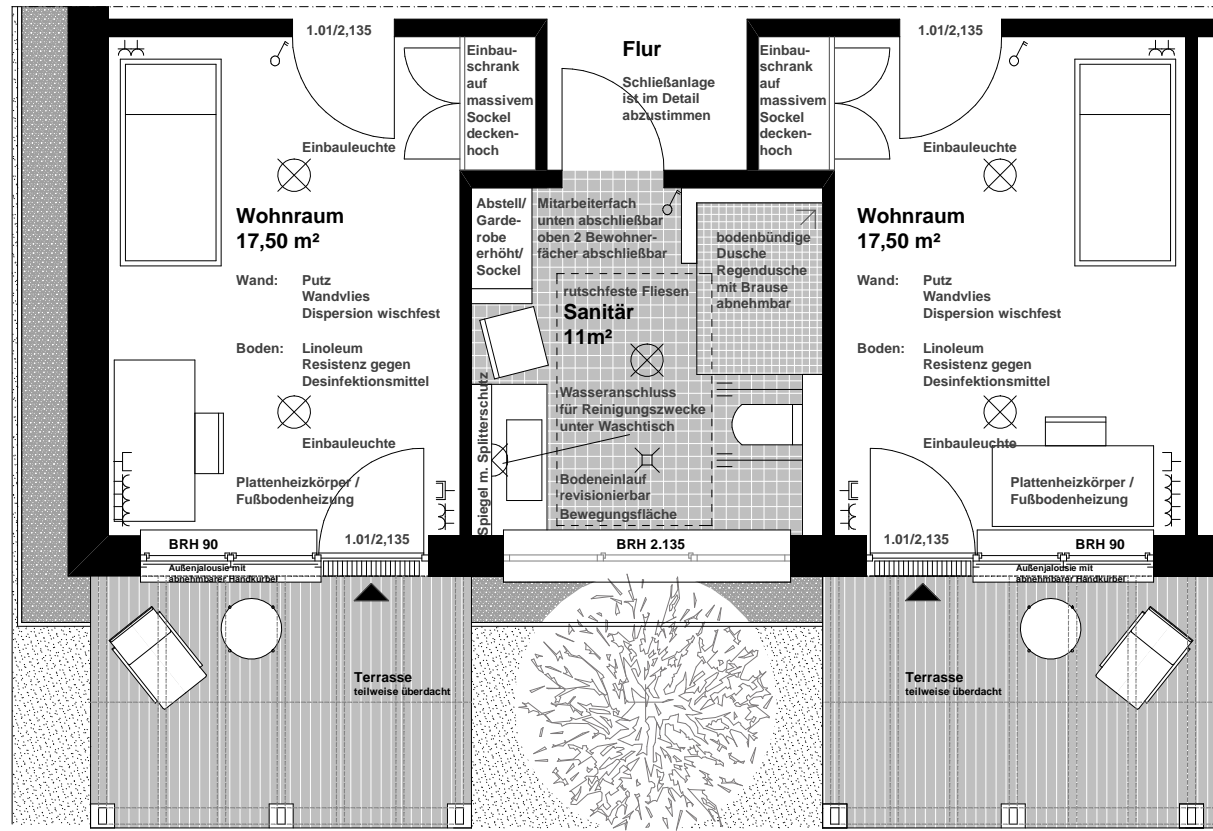 1.01/2,135
Einbau-
schrank
auf
massivem
Sockel
decken-
hoch
Flur
Schließanlage
ist im Detail
abzustimmen
Einbau-
schrank
auf
massivem
Sockel
decken-
hoch
1.01/2,135
Einbauleuchte
Wohnraum
17,50 m²
Wand: Putz
Wandvlies
Dispersion wischfest
Boden: Linoleum
Resistenz gegen
Desinfektionsmittel
Einbauleuchte
Plattenheizkörper /
Fußbodenheizung
BRH 90
1.01/2,135
Außenjalousie mit
abnehmbarer Handkurbel
Abstell/
Garde-
robe
erhöht/
Sockel
Mitarbeiterfach
unten abschließbar
oben 2 Bewohner-
fächer abschließbar
bodenbündige
Dusche
Regendusche
mit Brause
abnehmbar
rutschfeste Fliesen
Sanitär
11m²
Spiegel m. Splitterschutz
Wasseranschluss
für Reinigungszwecke
unter Waschtisch
Bodeneinlauf
revisionierbar
Bewegungsfläche
BRH 2.135
Einbauleuchte
Wohnraum
17,50 m²
Wand: Putz
Wandvlies
Dispersion wischfest
Boden: Linoleum
Resistenz gegen
Desinfektionsmittel
Einbauleuchte
Plattenheizkörper /
Fußbodenheizung
1.01/2,135
BRH 90
Außenjalousie mit
abnehmbarer Handkurbel
Terrasse
teilweise überdacht
Terrasse
teilweise überdacht